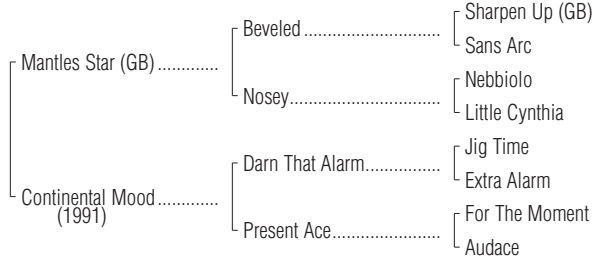 Sharpen Up (GB)
Beveled
Sans Arc
Mantles Star (GB)
Nebbiolo
Nosey
Little Cynthia
Jig Time
Darn That Alarm
Extra Alarm
Continental Mood
(1991)
For The Moment
Present Ace
Audace